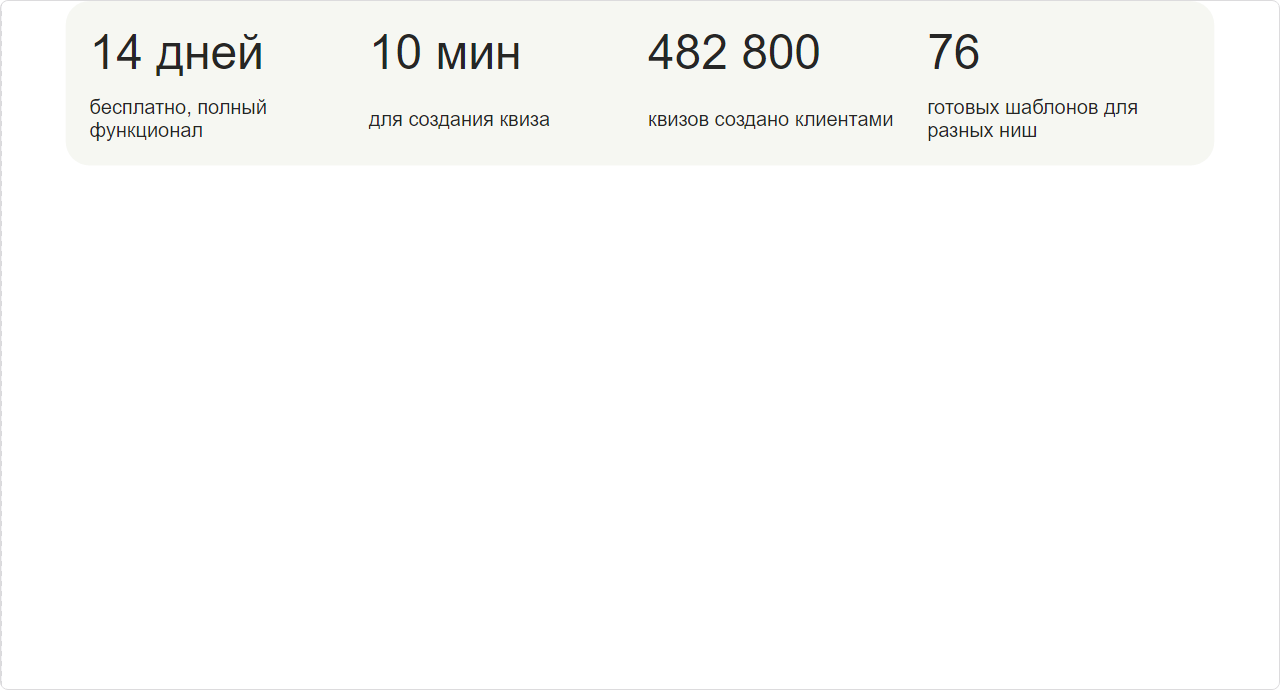 14 дней
бесплатно, полный
функционал
10 мин
для создания квиза
482 800
квизов создано клиентами
76
готовых шаблонов для
разных ниш